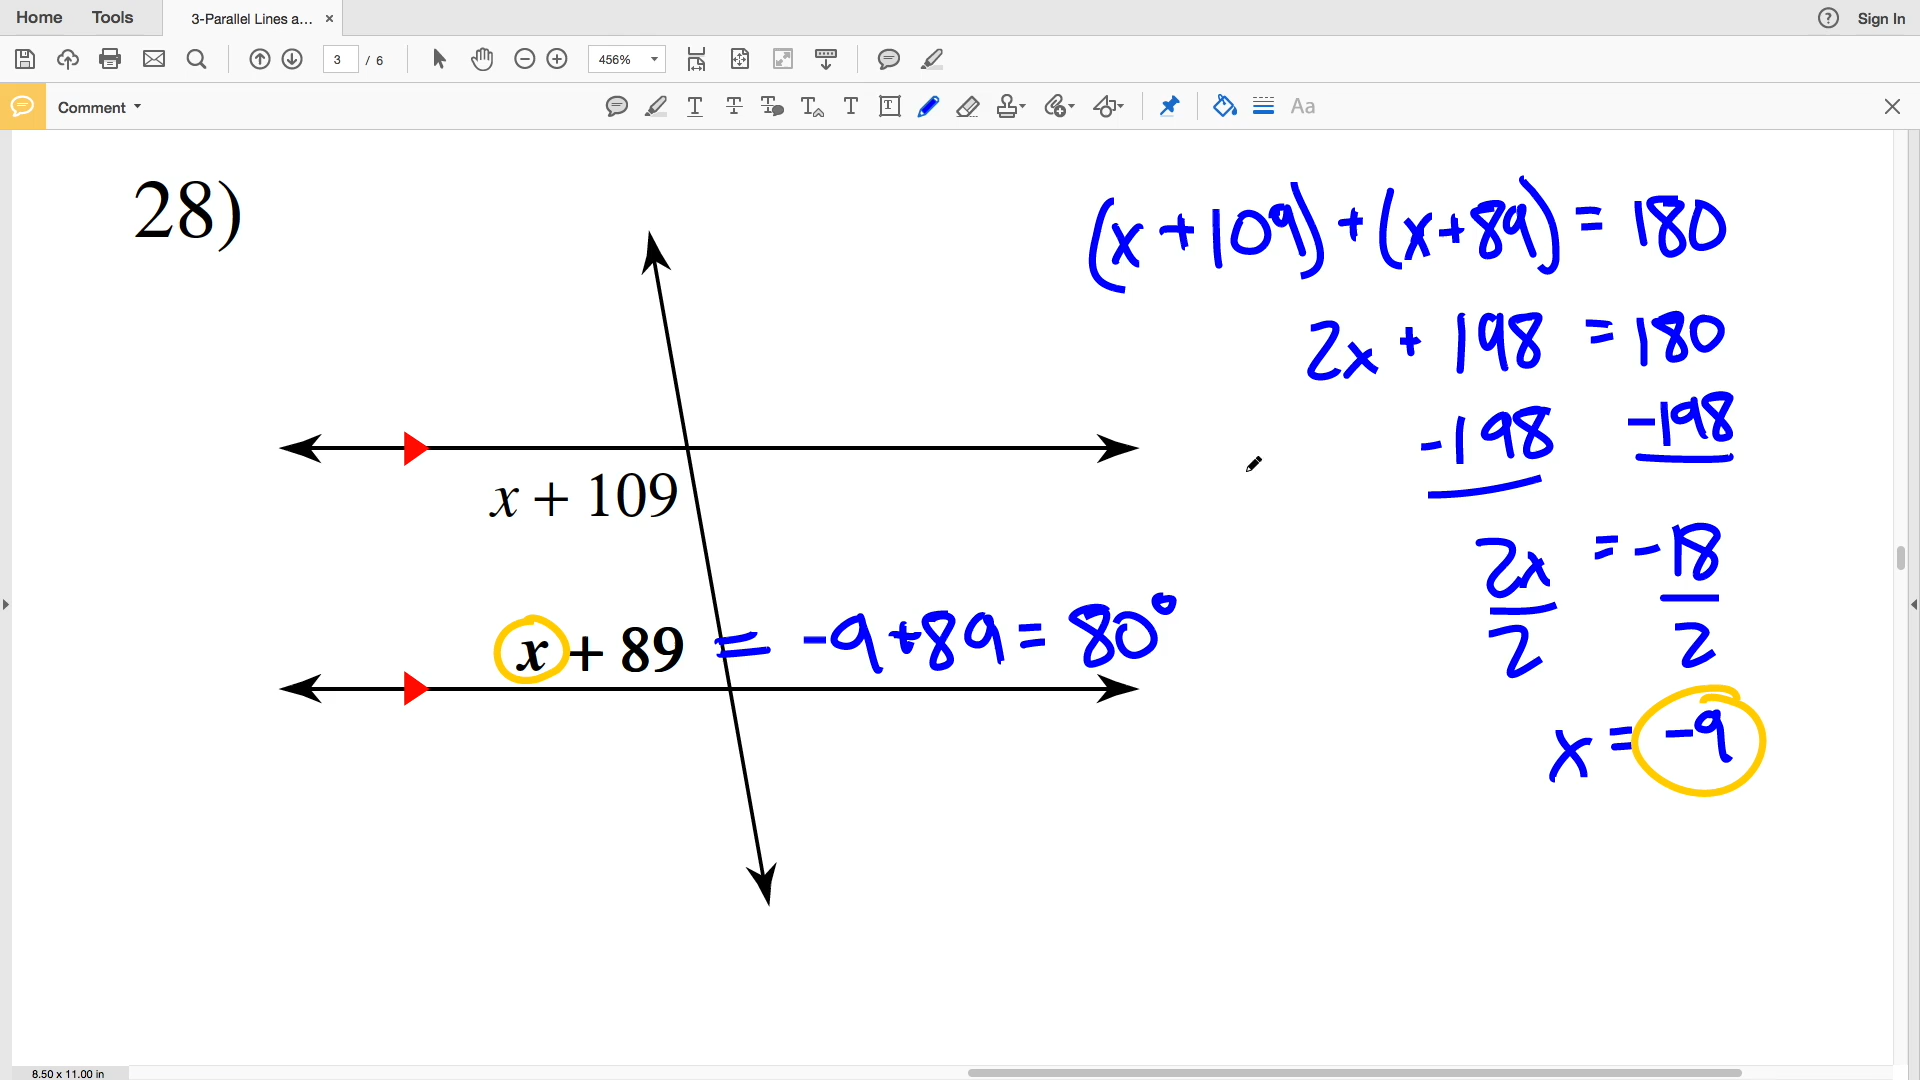 Home Tools 3-Parallel Lines a... × ? Sign In
3 / 6 456%
Comment T T T T T T Aa
28)
(x + 109) + (x + 89) = 180
2x + 198 = 180
-198 -198
x + 109
2x = -18
2 2
x + 89 = -9 + 89 = 80°
x = -9
8.50 x 11.00 in